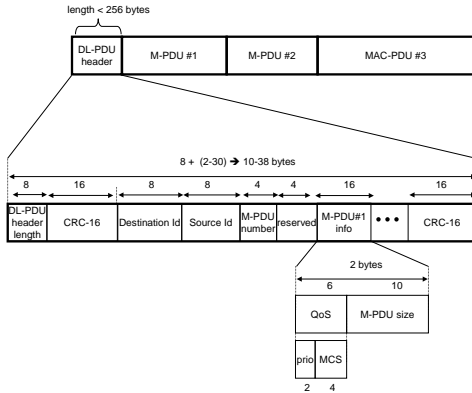 length < 256 bytes
DL-PDU
header
M-PDU #1
M-PDU #2
MAC-PDU #3
8 + (2-30) ➔ 10-38 bytes
8
16
8
8
4
4
16
16
DL-PDU
header
length
CRC-16
Destination Id
Source Id
M-PDU
number
reserved
M-PDU#1
info
•••
CRC-16
2 bytes
6
10
QoS
M-PDU size
prio
MCS
2
4